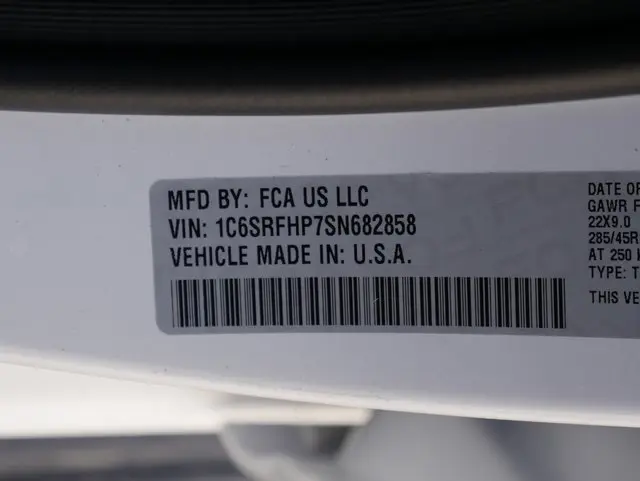 MFD BY: FCA US LLC
VIN: 1C6SRFHP7SN682858
VEHICLE MADE IN: U.S.A.
DATE OF
GAWR F
22X9.0
285/45R
AT 250
TYPE: T
THIS VE